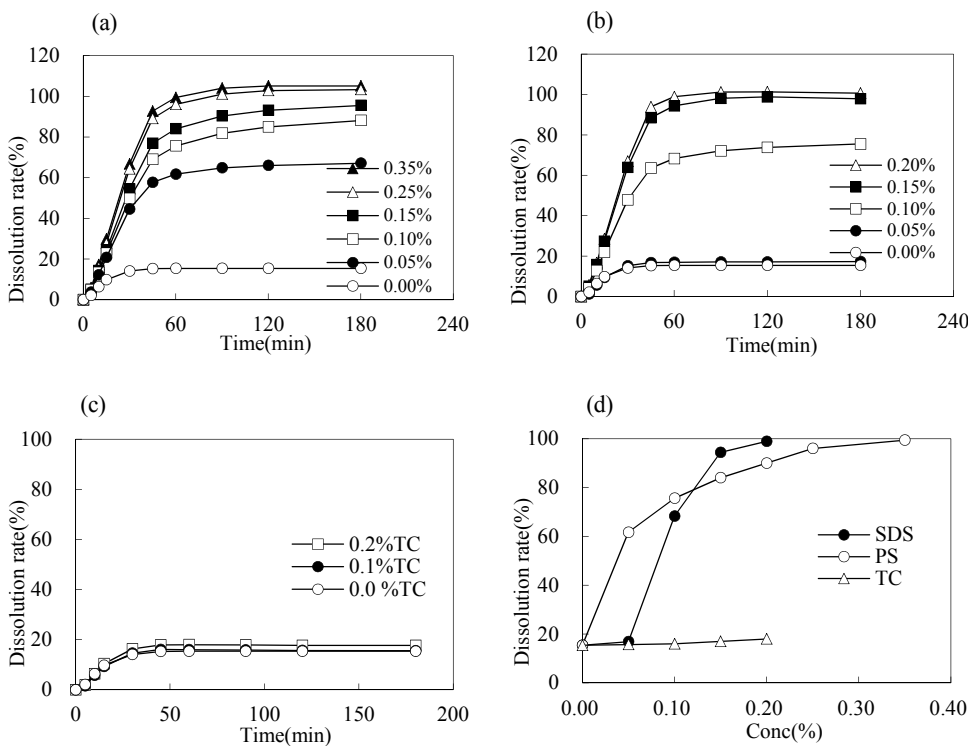 (a)
Dissolution rate(%)
120
100
80
60
40
20
0
0 60 120 180 240
Time(min)
0.35%
0.25%
0.15%
0.10%
0.05%
0.00%
(b)
Dissolution rate(%)
120
100
80
60
40
20
0
0 60 120 180 240
Time(min)
0.20%
0.15%
0.10%
0.05%
0.00%
(c)
Dissolution rate(%)
100
80
60
40
20
0
0 50 100 150 200
Time(min)
0.2%TC
0.1%TC
0.0 %TC
(d)
Dissolution rate(%)
100
80
60
40
20
0
0.00 0.10 0.20 0.30 0.40
Conc(%)
SDS
PS
TC